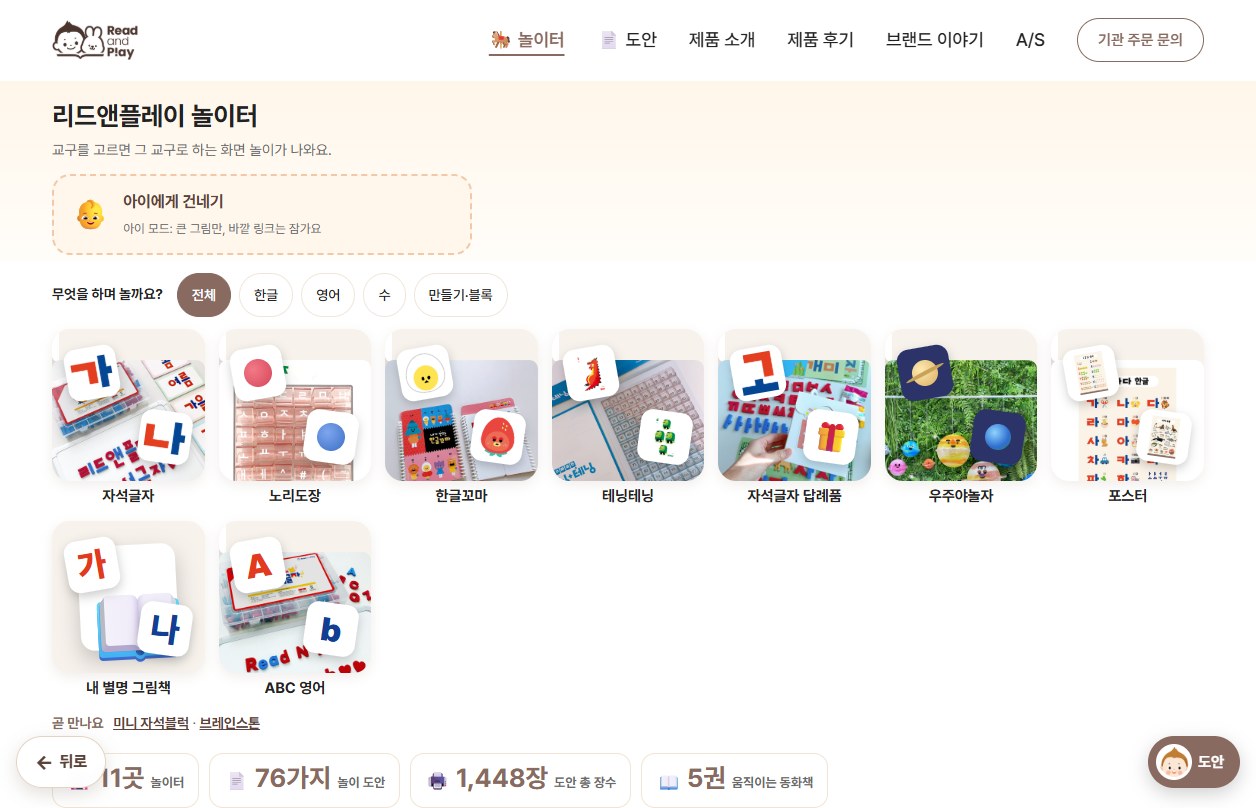 Read
and
Play
놀이터
도안
제품 소개
제품 후기
브랜드 이야기
A/S
기관 주문 문의
리드앤플레이 놀이터
교구를 고르면 그 교구로 하는 화면 놀이가 나와요.
아이에게 건네기
아이 모드: 큰 그림만, 바깥 링크는 잠가요
무엇을 하며 놀까요?
전체
한글
영어
수
만들기·블록
가
나
고
자석글자
노리도장
한글꼬마
테닝테닝
자석글자 답례품
우주야놀자
포스터
가
나
A
b
내 별명 그림책
ABC 영어
곧 만나요 미니 자석블럭 · 브레인스톤
뒤로
11곳 놀이터
76가지 놀이 도안
1,448장 도안 총 장수
5권 움직이는 동화책
도안